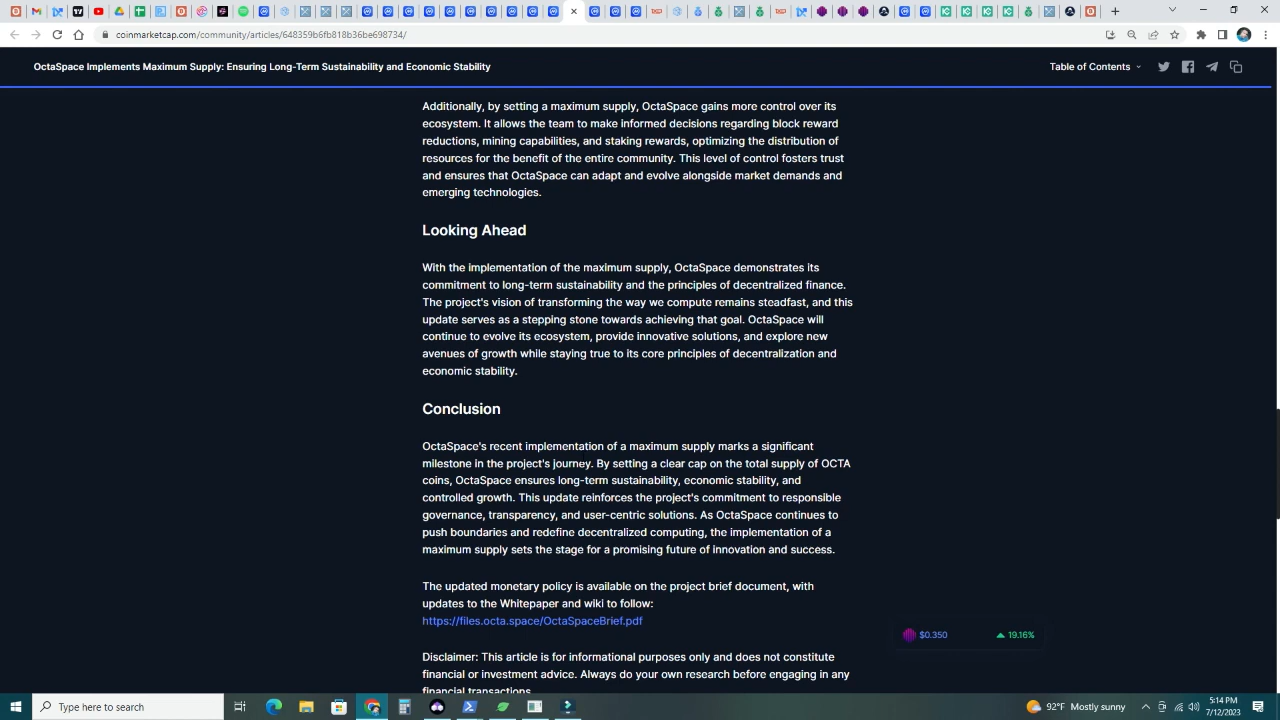 coinmarketcap.com/community/articles/648359b6fb818b36be698734/
OctaSpace Implements Maximum Supply: Ensuring Long-Term Sustainability and Economic Stability
Table of Contents
Additionally, by setting a maximum supply, OctaSpace gains more control over its
ecosystem. It allows the team to make informed decisions regarding block reward
reductions, mining capabilities, and staking rewards, optimizing the distribution of
resources for the benefit of the entire community. This level of control fosters trust
and ensures that OctaSpace can adapt and evolve alongside market demands and
emerging technologies.
Looking Ahead
With the implementation of the maximum supply, OctaSpace demonstrates its
commitment to long-term sustainability and the principles of decentralized finance.
The project's vision of transforming the way we compute remains steadfast, and this
update serves as a stepping stone towards achieving that goal. OctaSpace will
continue to evolve its ecosystem, provide innovative solutions, and explore new
avenues of growth while staying true to its core principles of decentralization and
economic stability.
Conclusion
OctaSpace's recent implementation of a maximum supply marks a significant
milestone in the project's journey. By setting a clear cap on the total supply of OCTA
coins, OctaSpace ensures long-term sustainability, economic stability, and
controlled growth. This update reinforces the project's commitment to responsible
governance, transparency, and user-centric solutions. As OctaSpace continues to
push boundaries and redefine decentralized computing, the implementation of a
maximum supply sets the stage for a promising future of innovation and success.
The updated monetary policy is available on the project brief document, with
updates to the Whitepaper and wiki to follow:
https://files.octa.space/OctaSpaceBrief.pdf
$0.350 19.16%
Disclaimer: This article is for informational purposes only and does not constitute
financial or investment advice. Always do your own research before engaging in any
financial transactions.
Type here to search
92°F Mostly sunny
5:14 PM
7/12/2023